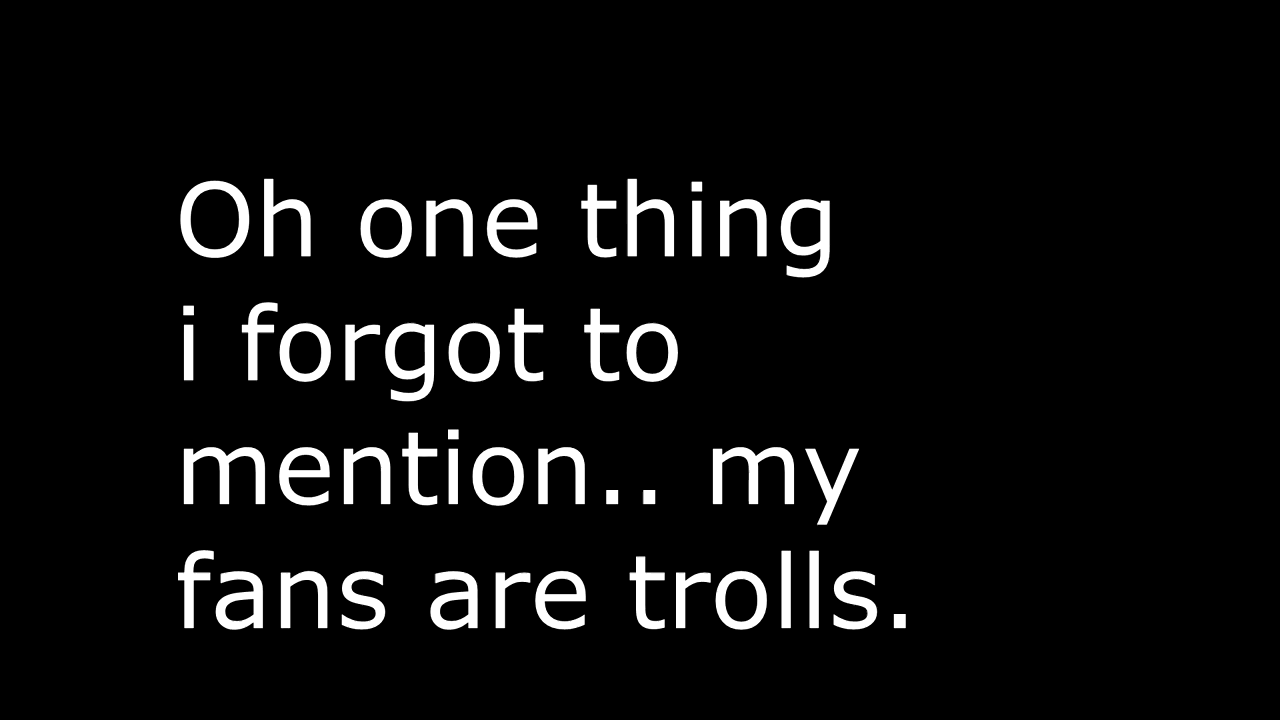 Oh one thing
i forgot to
mention.. my
fans are trolls.